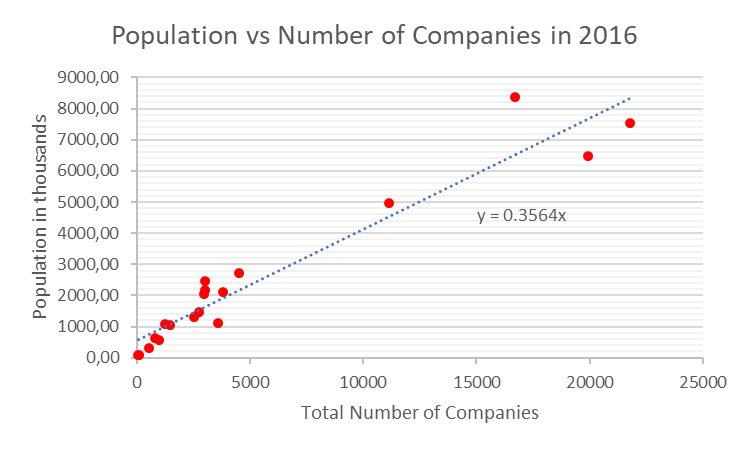 Population vs Number of Companies in 2016
Population in thousands
9000,00
8000,00
7000,00
6000,00
5000,00
4000,00
3000,00
2000,00
1000,00
0,00
y = 0.3564x
0 5000 10000 15000 20000 25000
Total Number of Companies